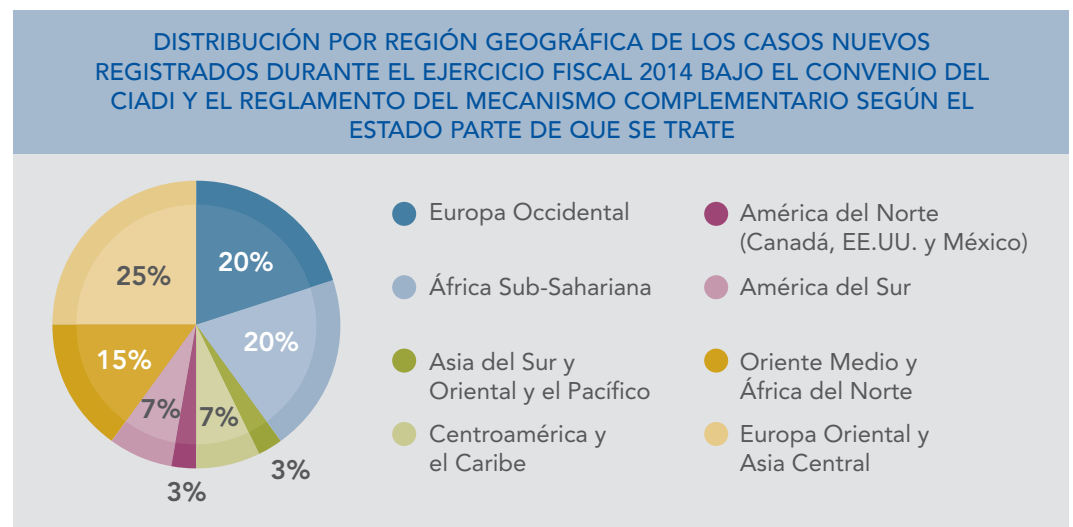 DISTRIBUCIÓN POR REGIÓN GEOGRÁFICA DE LOS CASOS NUEVOS
REGISTRADOS DURANTE EL EJERCICIO FISCAL 2014 BAJO EL CONVENIO DEL
CIADI Y EL REGLAMENTO DEL MECANISMO COMPLEMENTARIO SEGÚN EL
ESTADO PARTE DE QUE SE TRATE
25%
20%
20%
15%
7%
7%
3%
3%
Europa Occidental
África Sub-Sahariana
Asia del Sur y
Oriental y el Pacífico
Centroamérica y
el Caribe
América del Norte
(Canadá, EE.UU. y México)
América del Sur
Oriente Medio y
África del Norte
Europa Oriental y
Asia Central